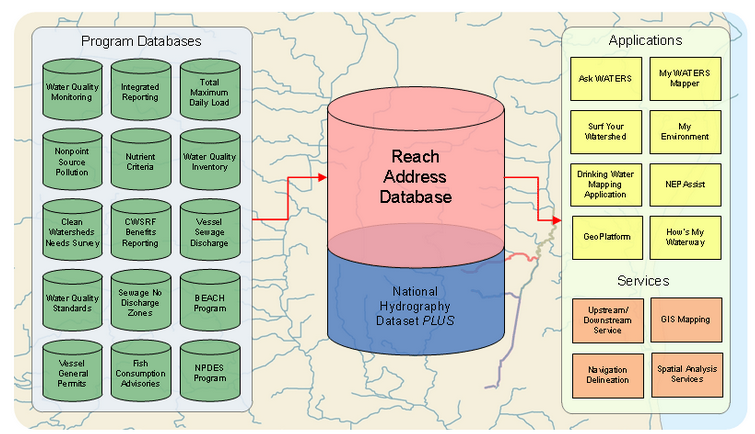 Program Databases
Water Quality
Monitoring
Integrated
Reporting
Total
Maximum
Daily Load
Nonpoint
Source
Pollution
Nutrient
Criteria
Water Quality
Inventory
Clean
Watersheds
Needs Survey
CWSRF
Benefits
Reporting
Vessel
Sewage
Discharge
Water Quality
Standards
Sewage No
Discharge
Zones
BEACH
Program
Vessel
General
Permits
Fish
Consumption
Advisories
NPDES
Program
Reach
Address
Database
National
Hydrography
Dataset PLUS
Applications
Ask WATERS
My WATERS
Mapper
Surf Your
Watershed
My
Environment
Drinking Water
Mapping
Application
NEP Assist
GeoPlatform
How's My
Waterway
Services
Upstream/
Downstream
Service
GIS Mapping
Navigation
Delineation
Spatial Analysis
Services